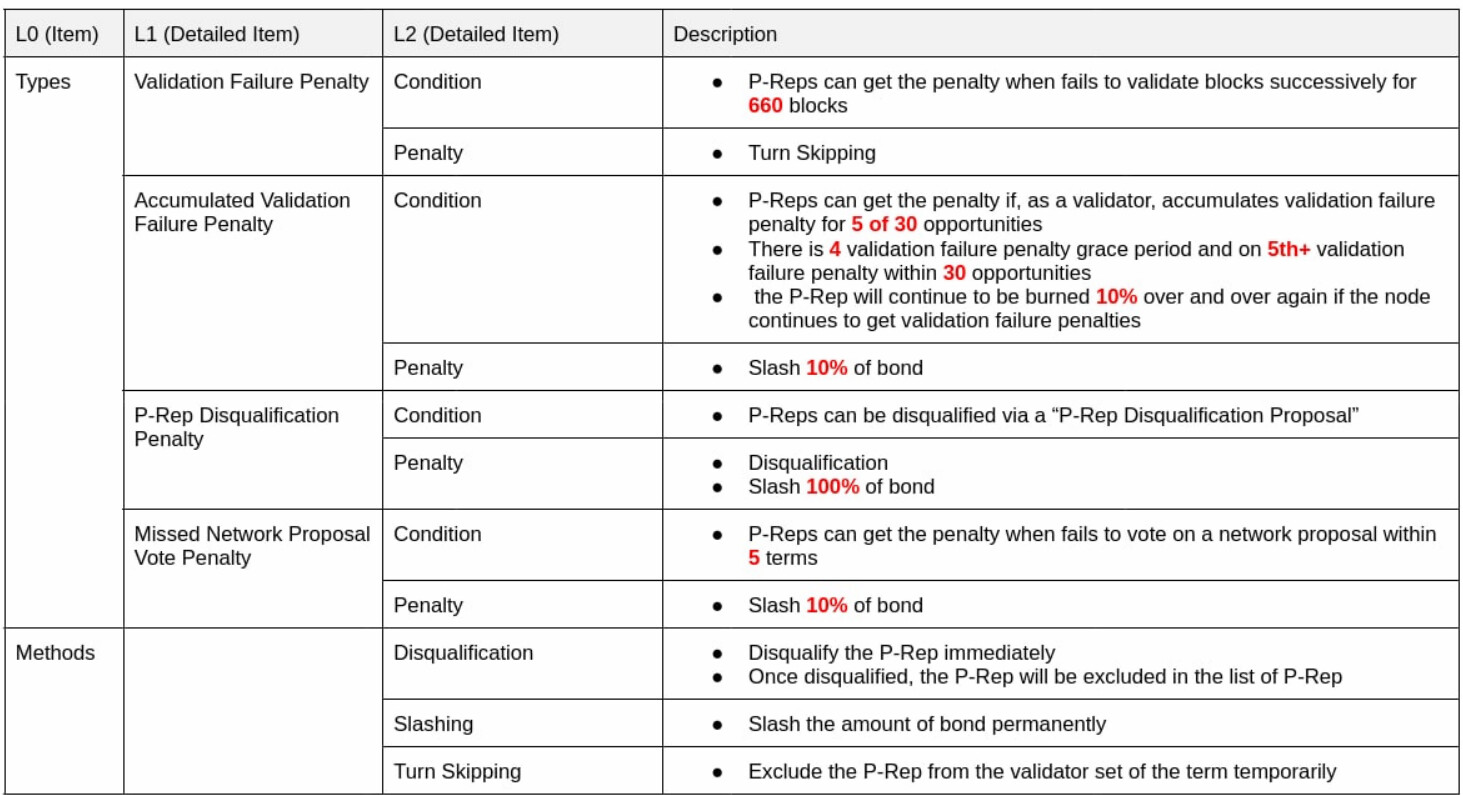 L0 (Item) L1 (Detailed Item) L2 (Detailed Item) Description
Types Validation Failure Penalty Condition ● P-Reps can get the penalty when fails to validate blocks successively for
660 blocks
Penalty ● Turn Skipping
Accumulated Validation
Failure Penalty
Condition ● P-Reps can get the penalty if, as a validator, accumulates validation failure
penalty for 5 of 30 opportunities
● There is 4 validation failure penalty grace period and on 5th+ validation
failure penalty within 30 opportunities
● the P-Rep will continue to be burned 10% over and over again if the node
continues to get validation failure penalties
Penalty ● Slash 10% of bond
P-Rep Disqualification
Penalty
Condition ● P-Reps can be disqualified via a “P-Rep Disqualification Proposal”
Penalty ● Disqualification
● Slash 100% of bond
Missed Network Proposal
Vote Penalty
Condition ● P-Reps can get the penalty when fails to vote on a network proposal within
5 terms
Penalty ● Slash 10% of bond
Methods Disqualification ● Disqualify the P-Rep immediately
● Once disqualified, the P-Rep will be excluded in the list of P-Rep
Slashing ● Slash the amount of bond permanently
Turn Skipping ● Exclude the P-Rep from the validator set of the term temporarily